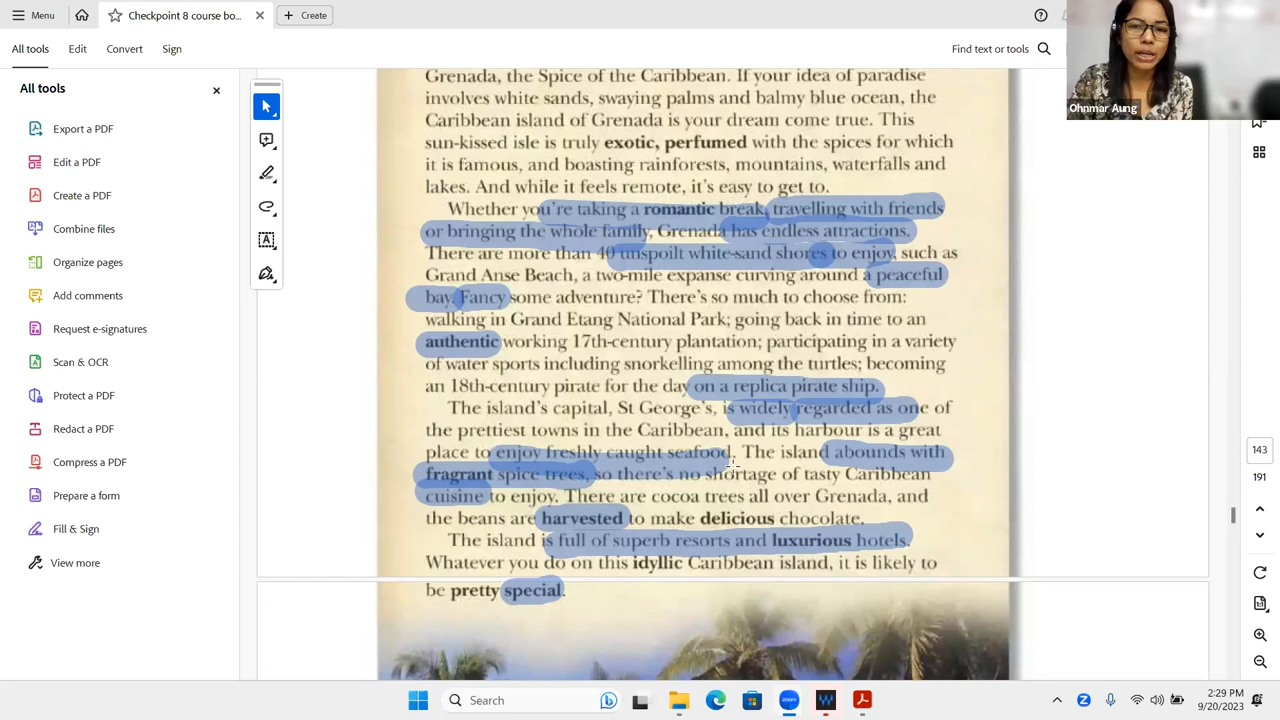 Menu
Checkpoint 8 course bo...
Create
All tools
Edit
Convert
Sign
Find text or tools
Ohnmar Aung
All tools
Export a PDF
Edit a PDF
Create a PDF
Combine files
Organize pages
Add comments
Request e-signatures
Scan & OCR
Protect a PDF
Redact a PDF
Compress a PDF
Prepare a form
Fill & Sign
View more
Grenada, the Spice of the Caribbean. If your idea of paradise
involves white sands, swaying palms and balmy blue ocean, the
Caribbean island of Grenada is your dream come true. This
sun-kissed isle is truly exotic, perfumed with the spices for which
it is famous, and boasting rainforests, mountains, waterfalls and
lakes. And while it feels remote, it's easy to get to.
Whether you're taking a romantic break, travelling with friends
or bringing the whole family, Grenada has endless attractions.
There are more than 40 unspoilt white-sand shores to enjoy, such as
Grand Anse Beach, a two-mile expanse curving around a peaceful
bay. Fancy some adventure? There's so much to choose from:
walking in Grand Etang National Park; going back in time to an
authentic working 17th-century plantation; participating in a variety
of water sports including snorkelling among the turtles; becoming
an 18th-century pirate for the day on a replica pirate ship.
The island's capital, St George's, is widely regarded as one of
the prettiest towns in the Caribbean, and its harbour is a great
place to enjoy freshly caught seafood. The island abounds with
fragrant spice trees, so there's no shortage of tasty Caribbean
cuisine to enjoy. There are cocoa trees all over Grenada, and
the beans are harvested to make delicious chocolate.
The island is full of superb resorts and luxurious hotels.
Whatever you do on this idyllic Caribbean island, it is likely to
be pretty special.
143
191
Search
2:29 PM
9/20/2023